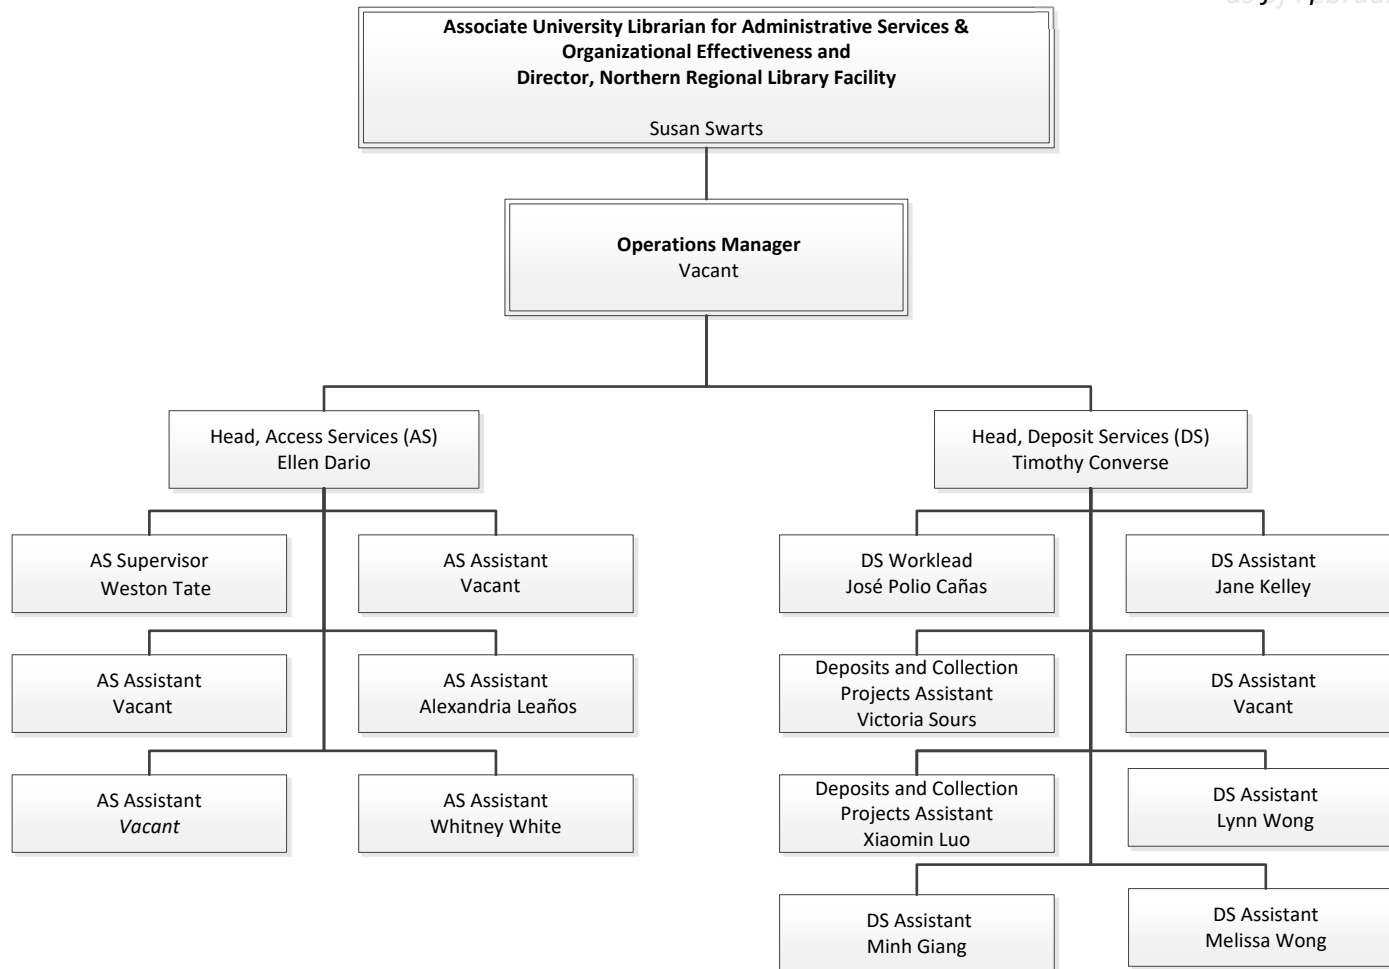 Associate University Librarian for Administrative Services &
Organizational Effectiveness and
Director, Northern Regional Library Facility
Susan Swarts
Operations Manager
Vacant
Head, Access Services (AS)
Ellen Dario
Head, Deposit Services (DS)
Timothy Converse
AS Supervisor
Weston Tate
AS Assistant
Vacant
DS Worklead
José Polio Cañas
DS Assistant
Jane Kelley
AS Assistant
Vacant
AS Assistant
Alexandria Leaños
Deposits and Collection
Projects Assistant
Victoria Sours
DS Assistant
Vacant
AS Assistant
Vacant
AS Assistant
Whitney White
Deposits and Collection
Projects Assistant
Xiaomin Luo
DS Assistant
Lynn Wong
DS Assistant
Minh Giang
DS Assistant
Melissa Wong